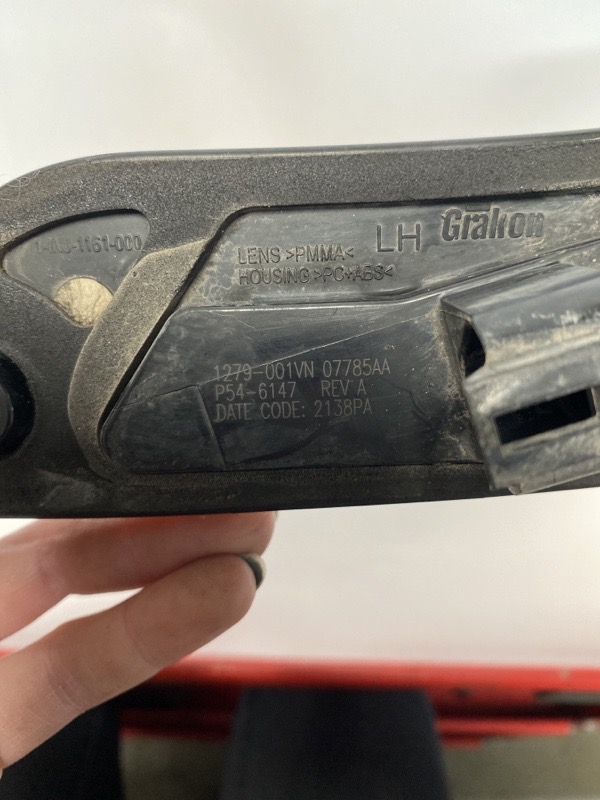 LH Grakon
LENS >PMMA<
HOUSING >PC+ABS<
1279-001VN 07785AA
P54-6147 REV A
DATE CODE: 2138PA